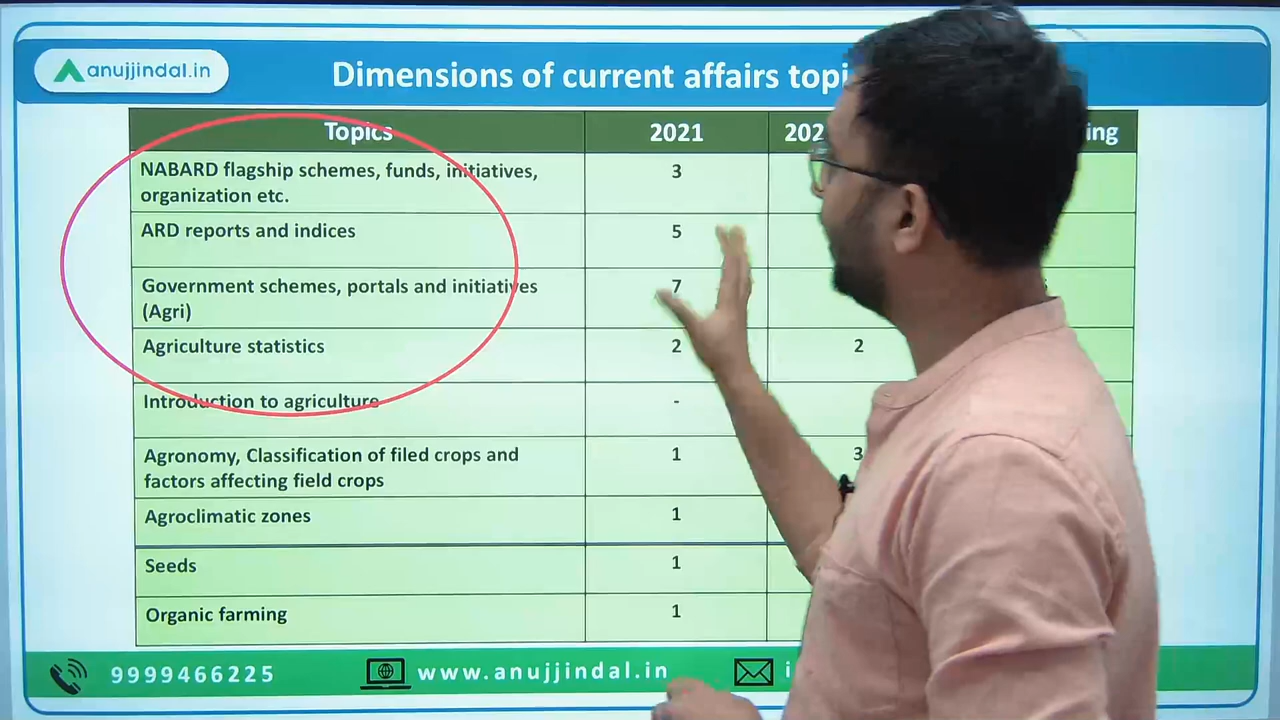 anujjindal.in
Dimensions of current affairs
Topics 2021
NABARD flagship schemes, funds, initiatives, 3
organization etc.
ARD reports and indices 5
Government schemes, portals and initiatives 7
(Agri)
Agriculture statistics 2 2
Introduction to agriculture -
Agronomy, Classification of filed crops and 1 3
factors affecting field crops
Agroclimatic zones 1
Seeds 1
Organic farming 1
9999466225 www.anujjindal.in